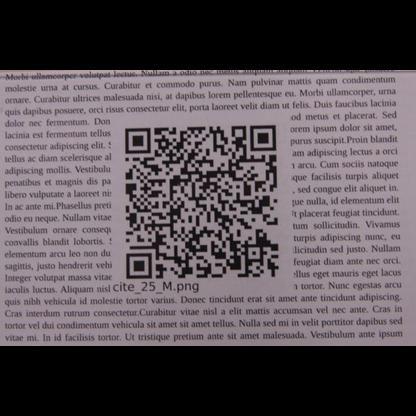 Morbi ullamcorper volutpat lectus. Nullam a odio nec
molestie urna at cursus. Curabitur et commodo purus. Nam pulvinar mattis quam condimentum
ornare. Curabitur ultrices malesuada nisi, at dapibus lorem pellentesque eu. Morbi ullamcorper, urna
quis dapibus posuere, orci risus consectetur elit, porta laoreet velit diam ut felis. Duis faucibus lacinia
dolor nec fermentum. Don od metus et placerat. Sed
lacinia est fermentum tellus orem ipsum dolor sit amet,
consectetur adipiscing elit. purus suscipit.Proin blandit
tellus ac diam scelerisque al am adipiscing lectus a orci
adipiscing mollis. Vestibulu n arcu. Cum sociis natoque
penatibus et magnis dis pa que facilisis turpis aliquet
libero vulputate a laoreet ni , sed congue elit aliquet in.
In ac ante mi.Phasellus preti ue nulla, id elementum elit
odio eu neque. Nullam vitae t placerat feugiat tincidunt.
Vestibulum ornare consequ tum sollicitudin. Vivamus
convallis blandit lobortis. turpis adipiscing nunc, eu
elementum arcu leo non du llicitudin sed justo. Nullam
sagittis, justo hendrerit vehi feugiat diam ante nec orci.
Integer volutpat massa vitae llus eget mauris eget lacus
iaculis luctus. Aliquam nisl cite_25_M.png tortor. Nunc egestas arcu
quis nibh vehicula id molestie tortor varius. Donec tincidunt erat sit amet ante tincidunt adipiscing.
Cras interdum rutrum consectetur.Curabitur vitae nisl a elit mattis accumsan vel nec ante. Cras in
tortor vel dui condimentum vehicula sit amet sit amet tellus. Nulla sed mi in velit porttitor dapibus sed
vitae mi. In id facilisis tortor. Ut tristique pretium ante sit amet malesuada. Vestibulum ante ipsum